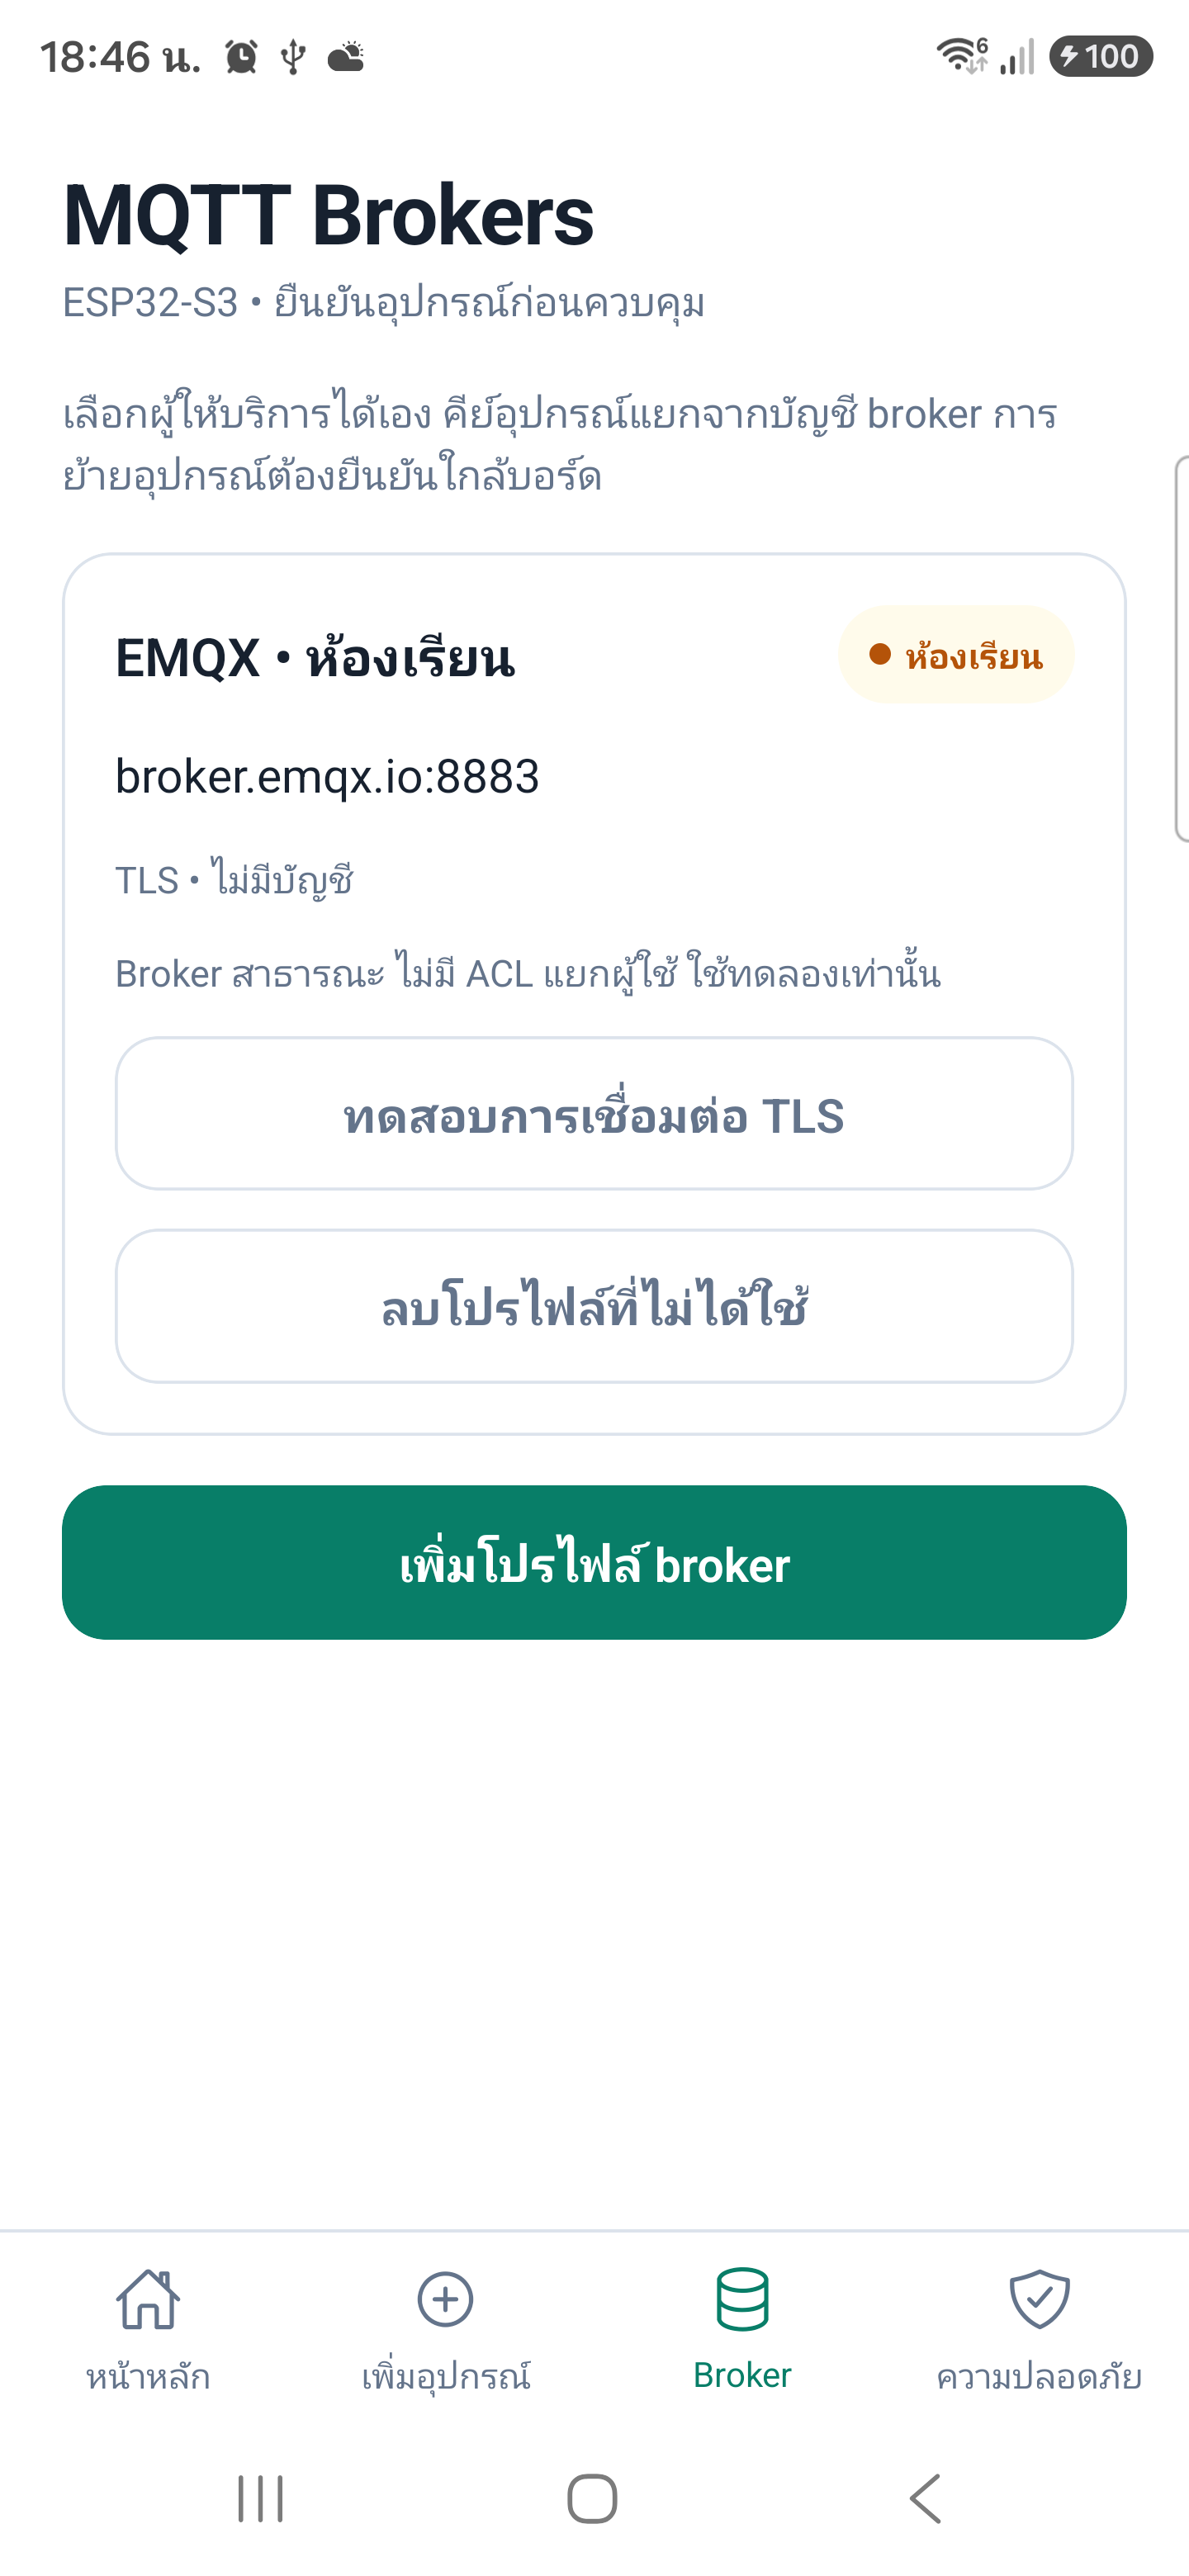 18:46 น.
6
100
MQTT Brokers
ESP32-S3 • ยืนยันอุปกรณ์ก่อนควบคุม
เลือกผู้ให้บริการได้เอง คีย์อุปกรณ์แยกจากบัญชี broker การ
ย้ายอุปกรณ์ต้องยืนยันใกล้บอร์ด
EMQX • ห้องเรียน
ห้องเรียน
broker.emqx.io:8883
TLS • ไม่มีบัญชี
Broker สาธารณะ ไม่มี ACL แยกผู้ใช้ ใช้ทดลองเท่านั้น
ทดสอบการเชื่อมต่อ TLS
ลบโปรไฟล์ที่ไม่ได้ใช้
เพิ่มโปรไฟล์ broker
หน้าหลัก
เพิ่มอุปกรณ์
Broker
ความปลอดภัย